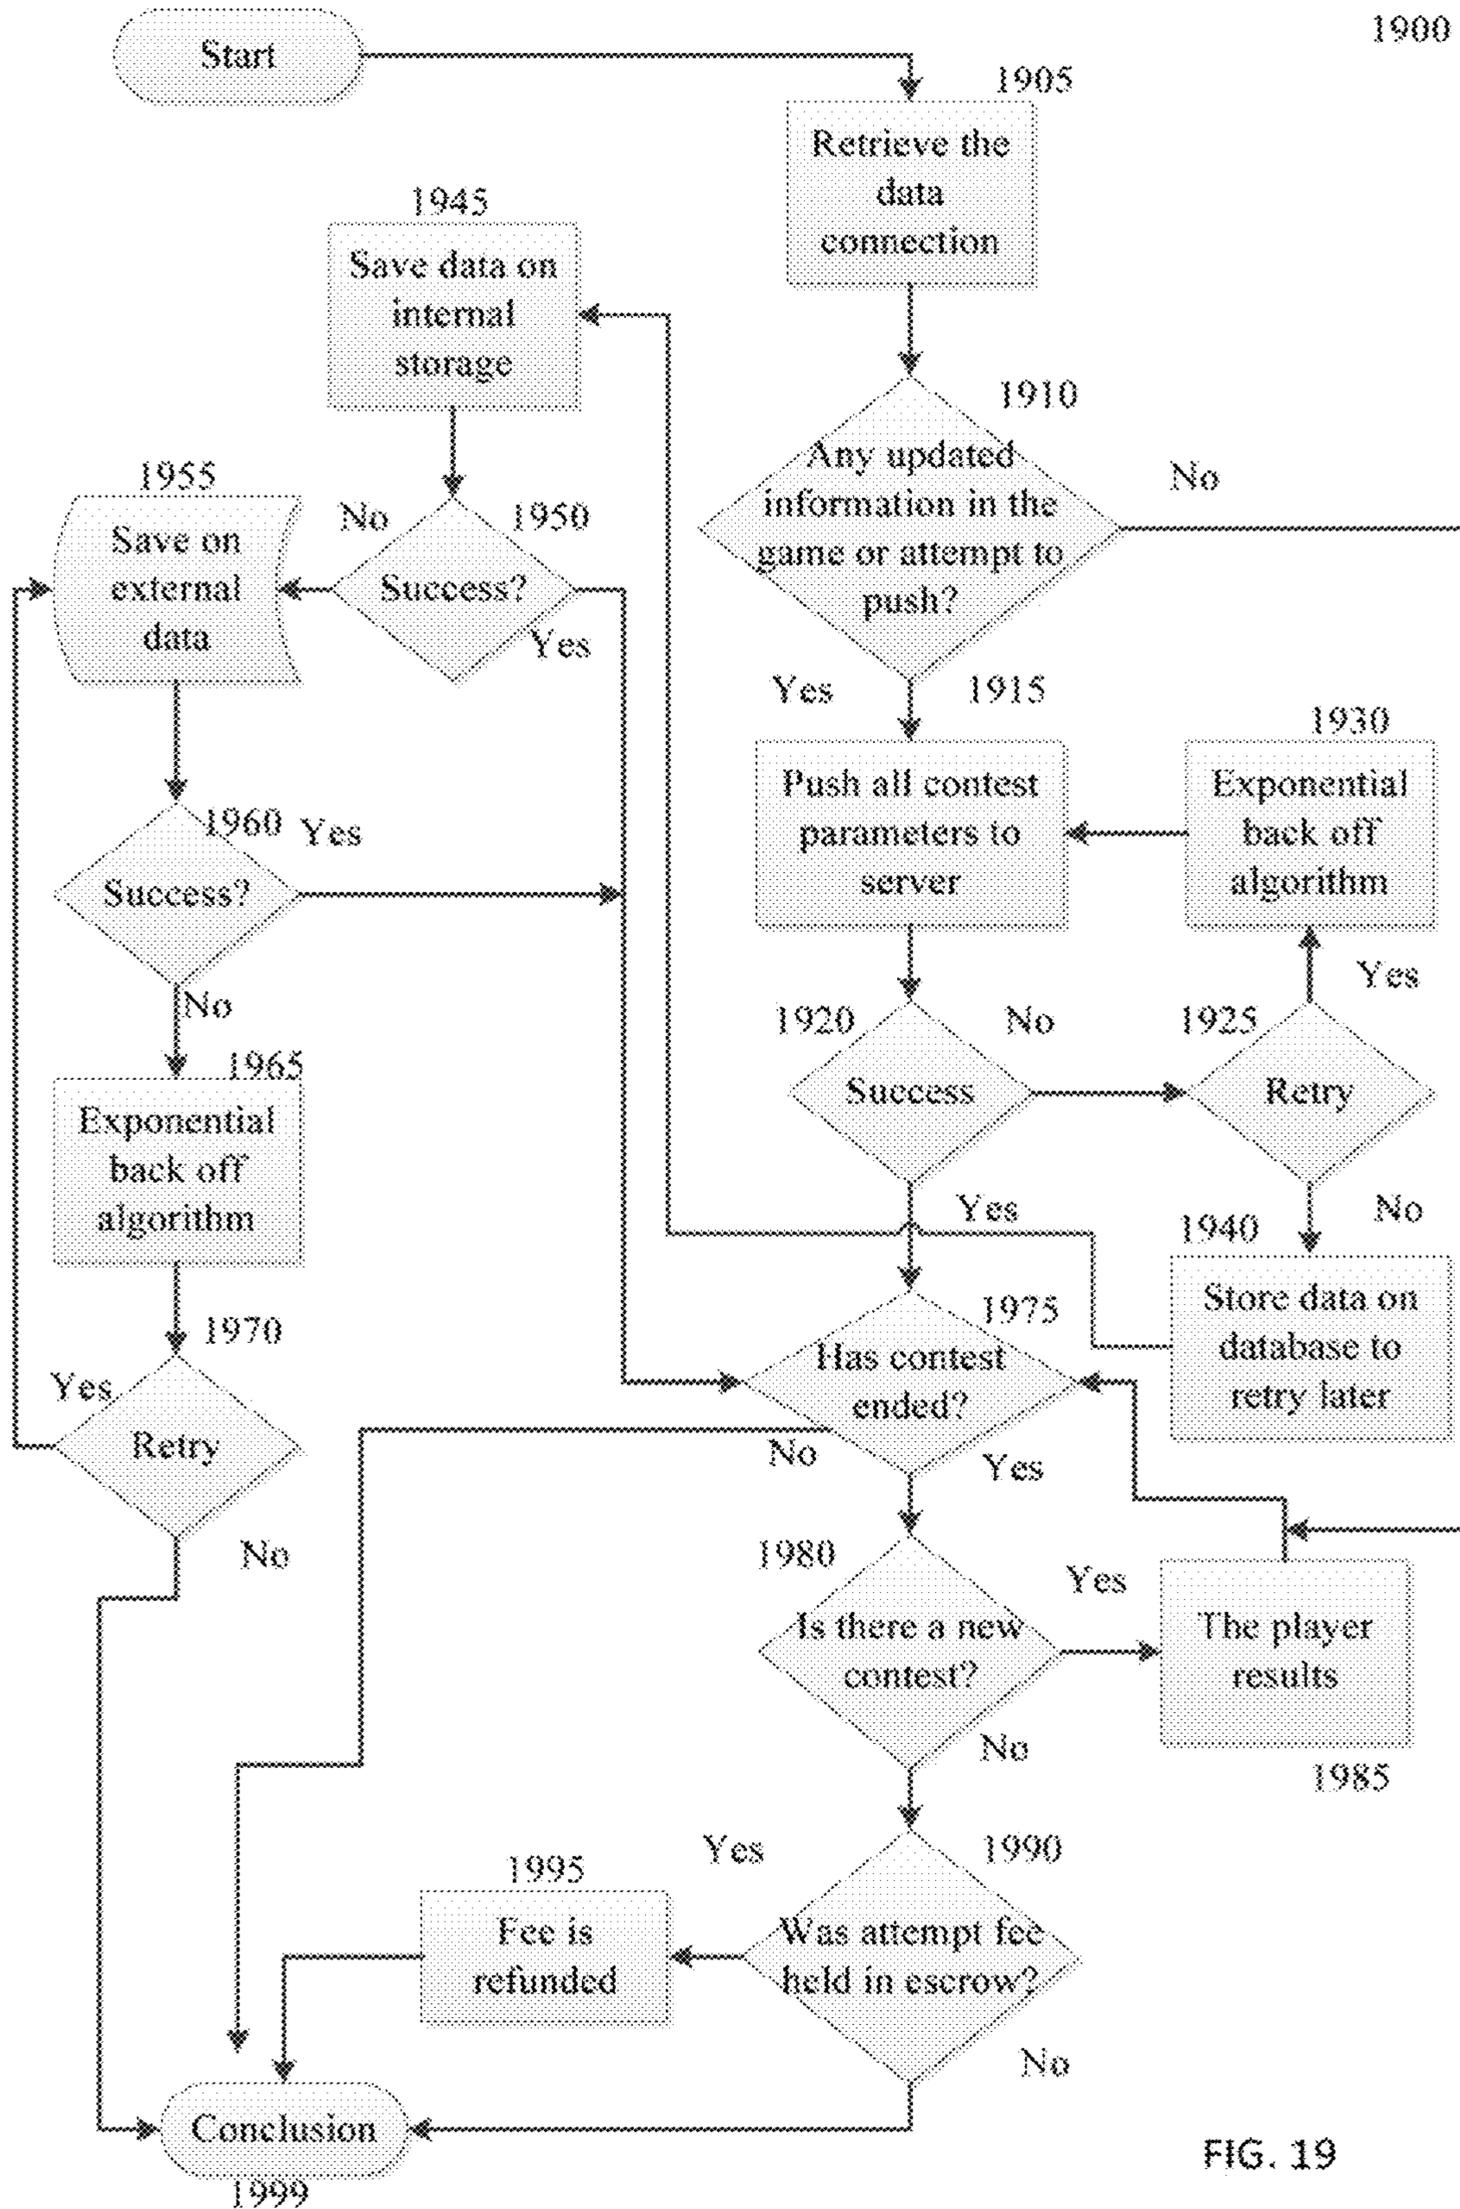 1900
Start
1905
Retrieve the
data
connection
1945
Save data on
internal
storage
1910
Any updated
information in the
game or attempt to
push?
No
1955
Save on
external
data
No
1950
Success?
Yes
Yes
1915
Push all contest
parameters to
server
1930
Exponential
back off
algorithm
1960
Yes
Success?
No
Yes
1920
No
1925
Success
Retry
1965
Exponential
back off
algorithm
Yes
No
1940
Store data on
database to
retry later
1970
Yes
Retry
No
1975
Has contest
ended?
No
Yes
1980
Yes
Is there a new
contest?
The player
results
No
1985
Yes
1990
1995
Fee is
refunded
Was attempt fee
held in escrow?
No
Conclusion
1999
FIG. 19